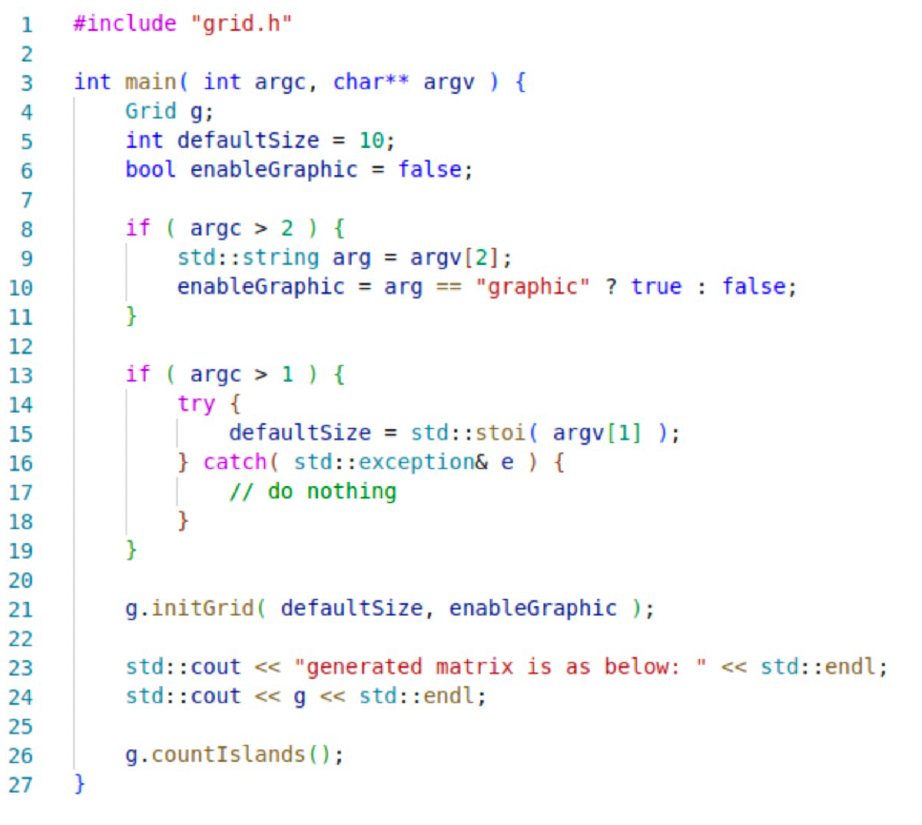 1 #include "grid.h"
2
3 int main( int argc, char** argv ) {
4     Grid g;
5     int defaultSize = 10;
6     bool enableGraphic = false;
7
8     if ( argc > 2 ) {
9         std::string arg = argv[2];
10         enableGraphic = arg == "graphic" ? true : false;
11     }
12
13     if ( argc > 1 ) {
14         try {
15             defaultSize = std::stoi( argv[1] );
16         } catch( std::exception& e ) {
17             // do nothing
18         }
19     }
20
21     g.initGrid( defaultSize, enableGraphic );
22
23     std::cout << "generated matrix is as below: " << std::endl;
24     std::cout << g << std::endl;
25
26     g.countIslands();
27 }